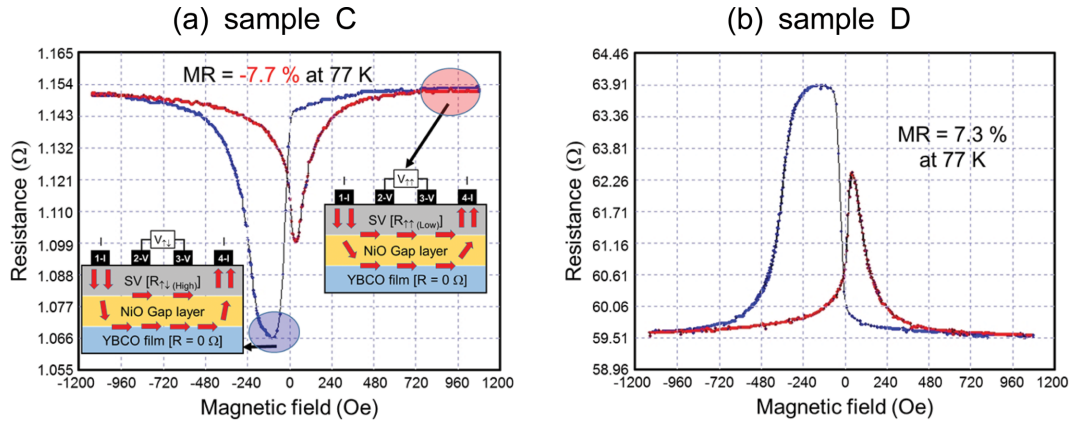 (a) sample C
1.165
1.154
1.143
1.132
1.121
1.110
1.099
1.088
1.077
1.066
1.055
Resistance (Ω)
MR = -7.7 % at 77 K
I
V↑↑
I
1-I
2-V
3-V
4-I
SV [R↑↑ (Low)]
NiO Gap layer
YBCO film [R = 0 Ω]
I
V↑↓
I
1-I
2-V
3-V
4-I
SV [R↑↓ (High)]
NiO Gap layer
YBCO film [R = 0 Ω]
-1200 -960 -720 -480 -240 0 240 480 720 960 1200
Magnetic field (Oe)
(b) sample D
64.46
63.91
63.36
62.81
62.26
61.71
61.16
60.61
60.06
59.51
58.96
Resistance (Ω)
MR = 7.3 %
at 77 K
-1200 -960 -720 -480 -240 0 240 480 720 960 1200
Magnetic field (Oe)